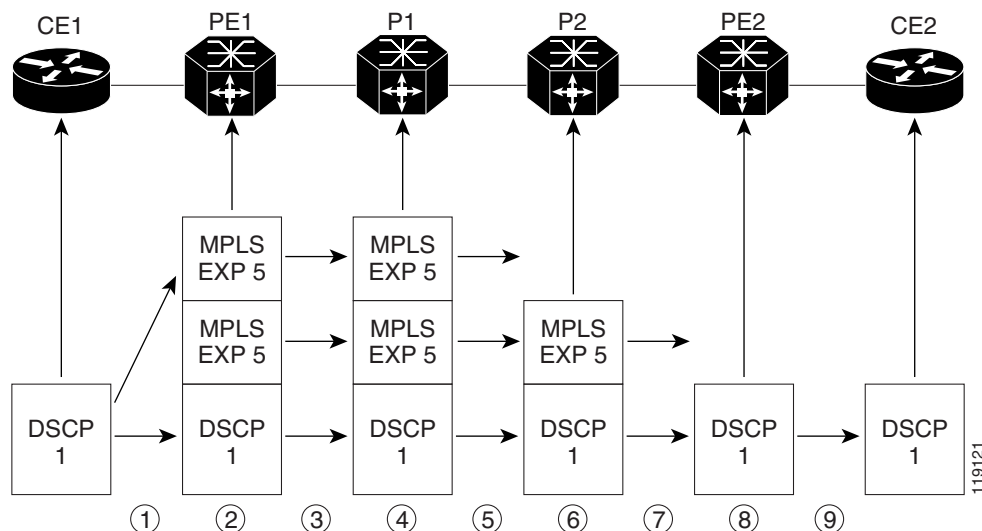 CE1 PE1 P1 P2 PE2 CE2
MPLS EXP 5
MPLS EXP 5
MPLS EXP 5
MPLS EXP 5
MPLS EXP 5
DSCP 1
DSCP 1
DSCP 1
DSCP 1
DSCP 1
DSCP 1
119121
1 2 3 4 5 6 7 8 9